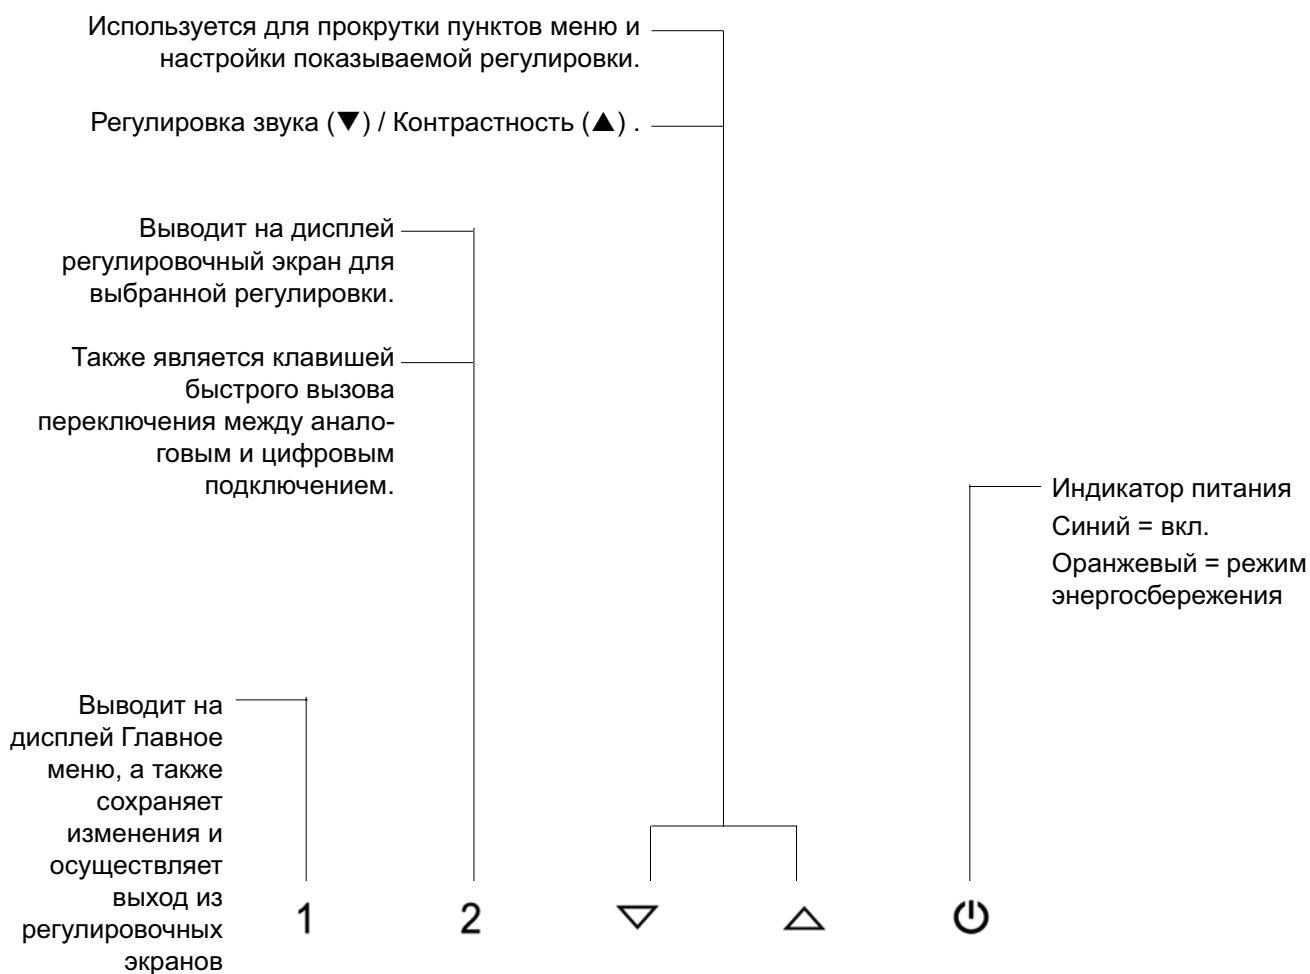 Используется для прокрутки пунктов меню и
настройки показываемой регулировки.
Регулировка звука (▼) / Контрастность (▲) .
Выводит на дисплей
регулировочный экран для
выбранной регулировки.
Также является клавишей
быстрого вызова
переключения между анало-
говым и цифровым
подключением.
Индикатор питания
Синий = вкл.
Оранжевый = режим
энергосбережения
Выводит на
дисплей Главное
меню, а также
сохраняет
изменения и
осуществляет
выход из
регулировочных
экранов
1 2 ▽ △ ⏻